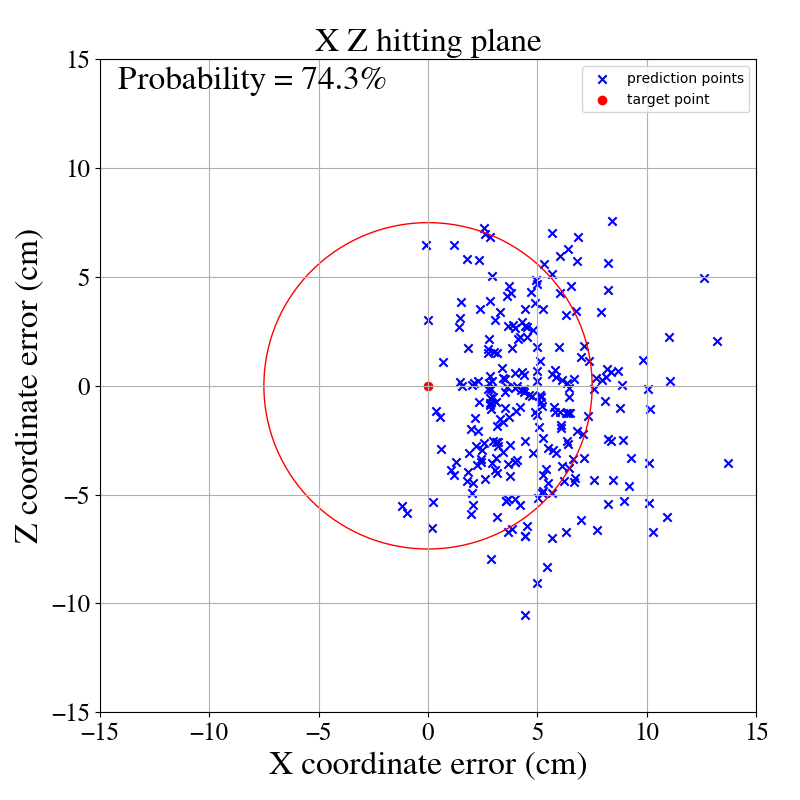 X Z hitting plane
Probability = 74.3%
prediction points
target point
15
10
5
0
−5
−10
−15
Z coordinate error (cm)
−15 −10 −5 0 5 10 15
X coordinate error (cm)